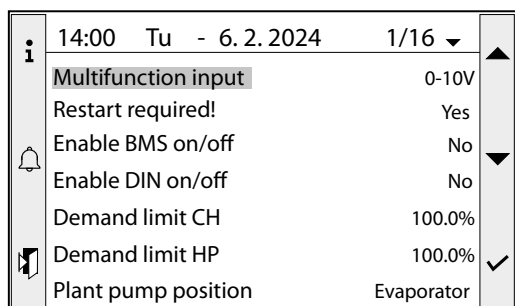 14:00 Tu - 6. 2. 2024 1/16
Multifunction input 0-10V
Restart required! Yes
Enable BMS on/off No
Enable DIN on/off No
Demand limit CH 100.0%
Demand limit HP 100.0%
Plant pump position Evaporator